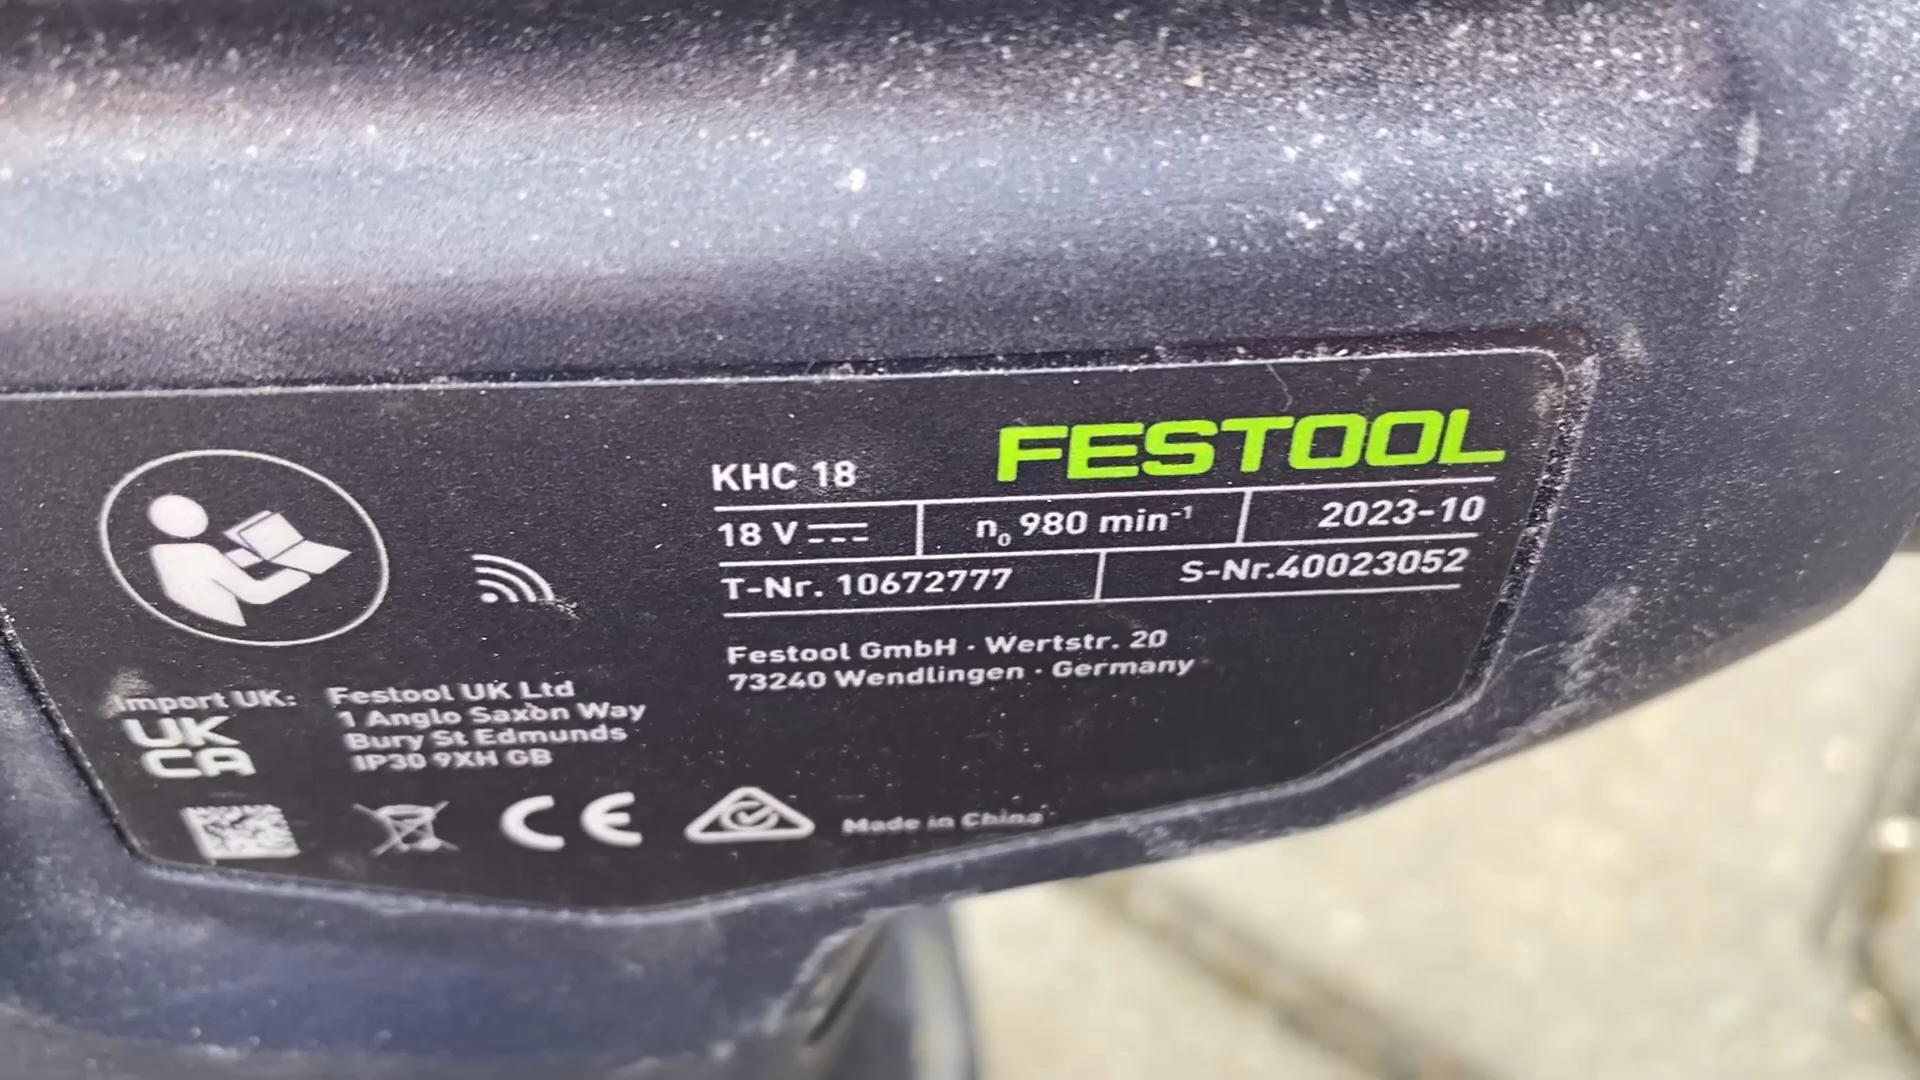 FESTOOL
KHC 18
18 V n₀ 980 min⁻¹ 2023-10
T-Nr. 10672777 S-Nr.40023052
Festool GmbH · Wertstr. 20
73240 Wendlingen · Germany
Import UK: Festool UK Ltd
1 Anglo Saxon Way
Bury St Edmunds
IP30 9XH GB
UK
CA
CE
Made in China